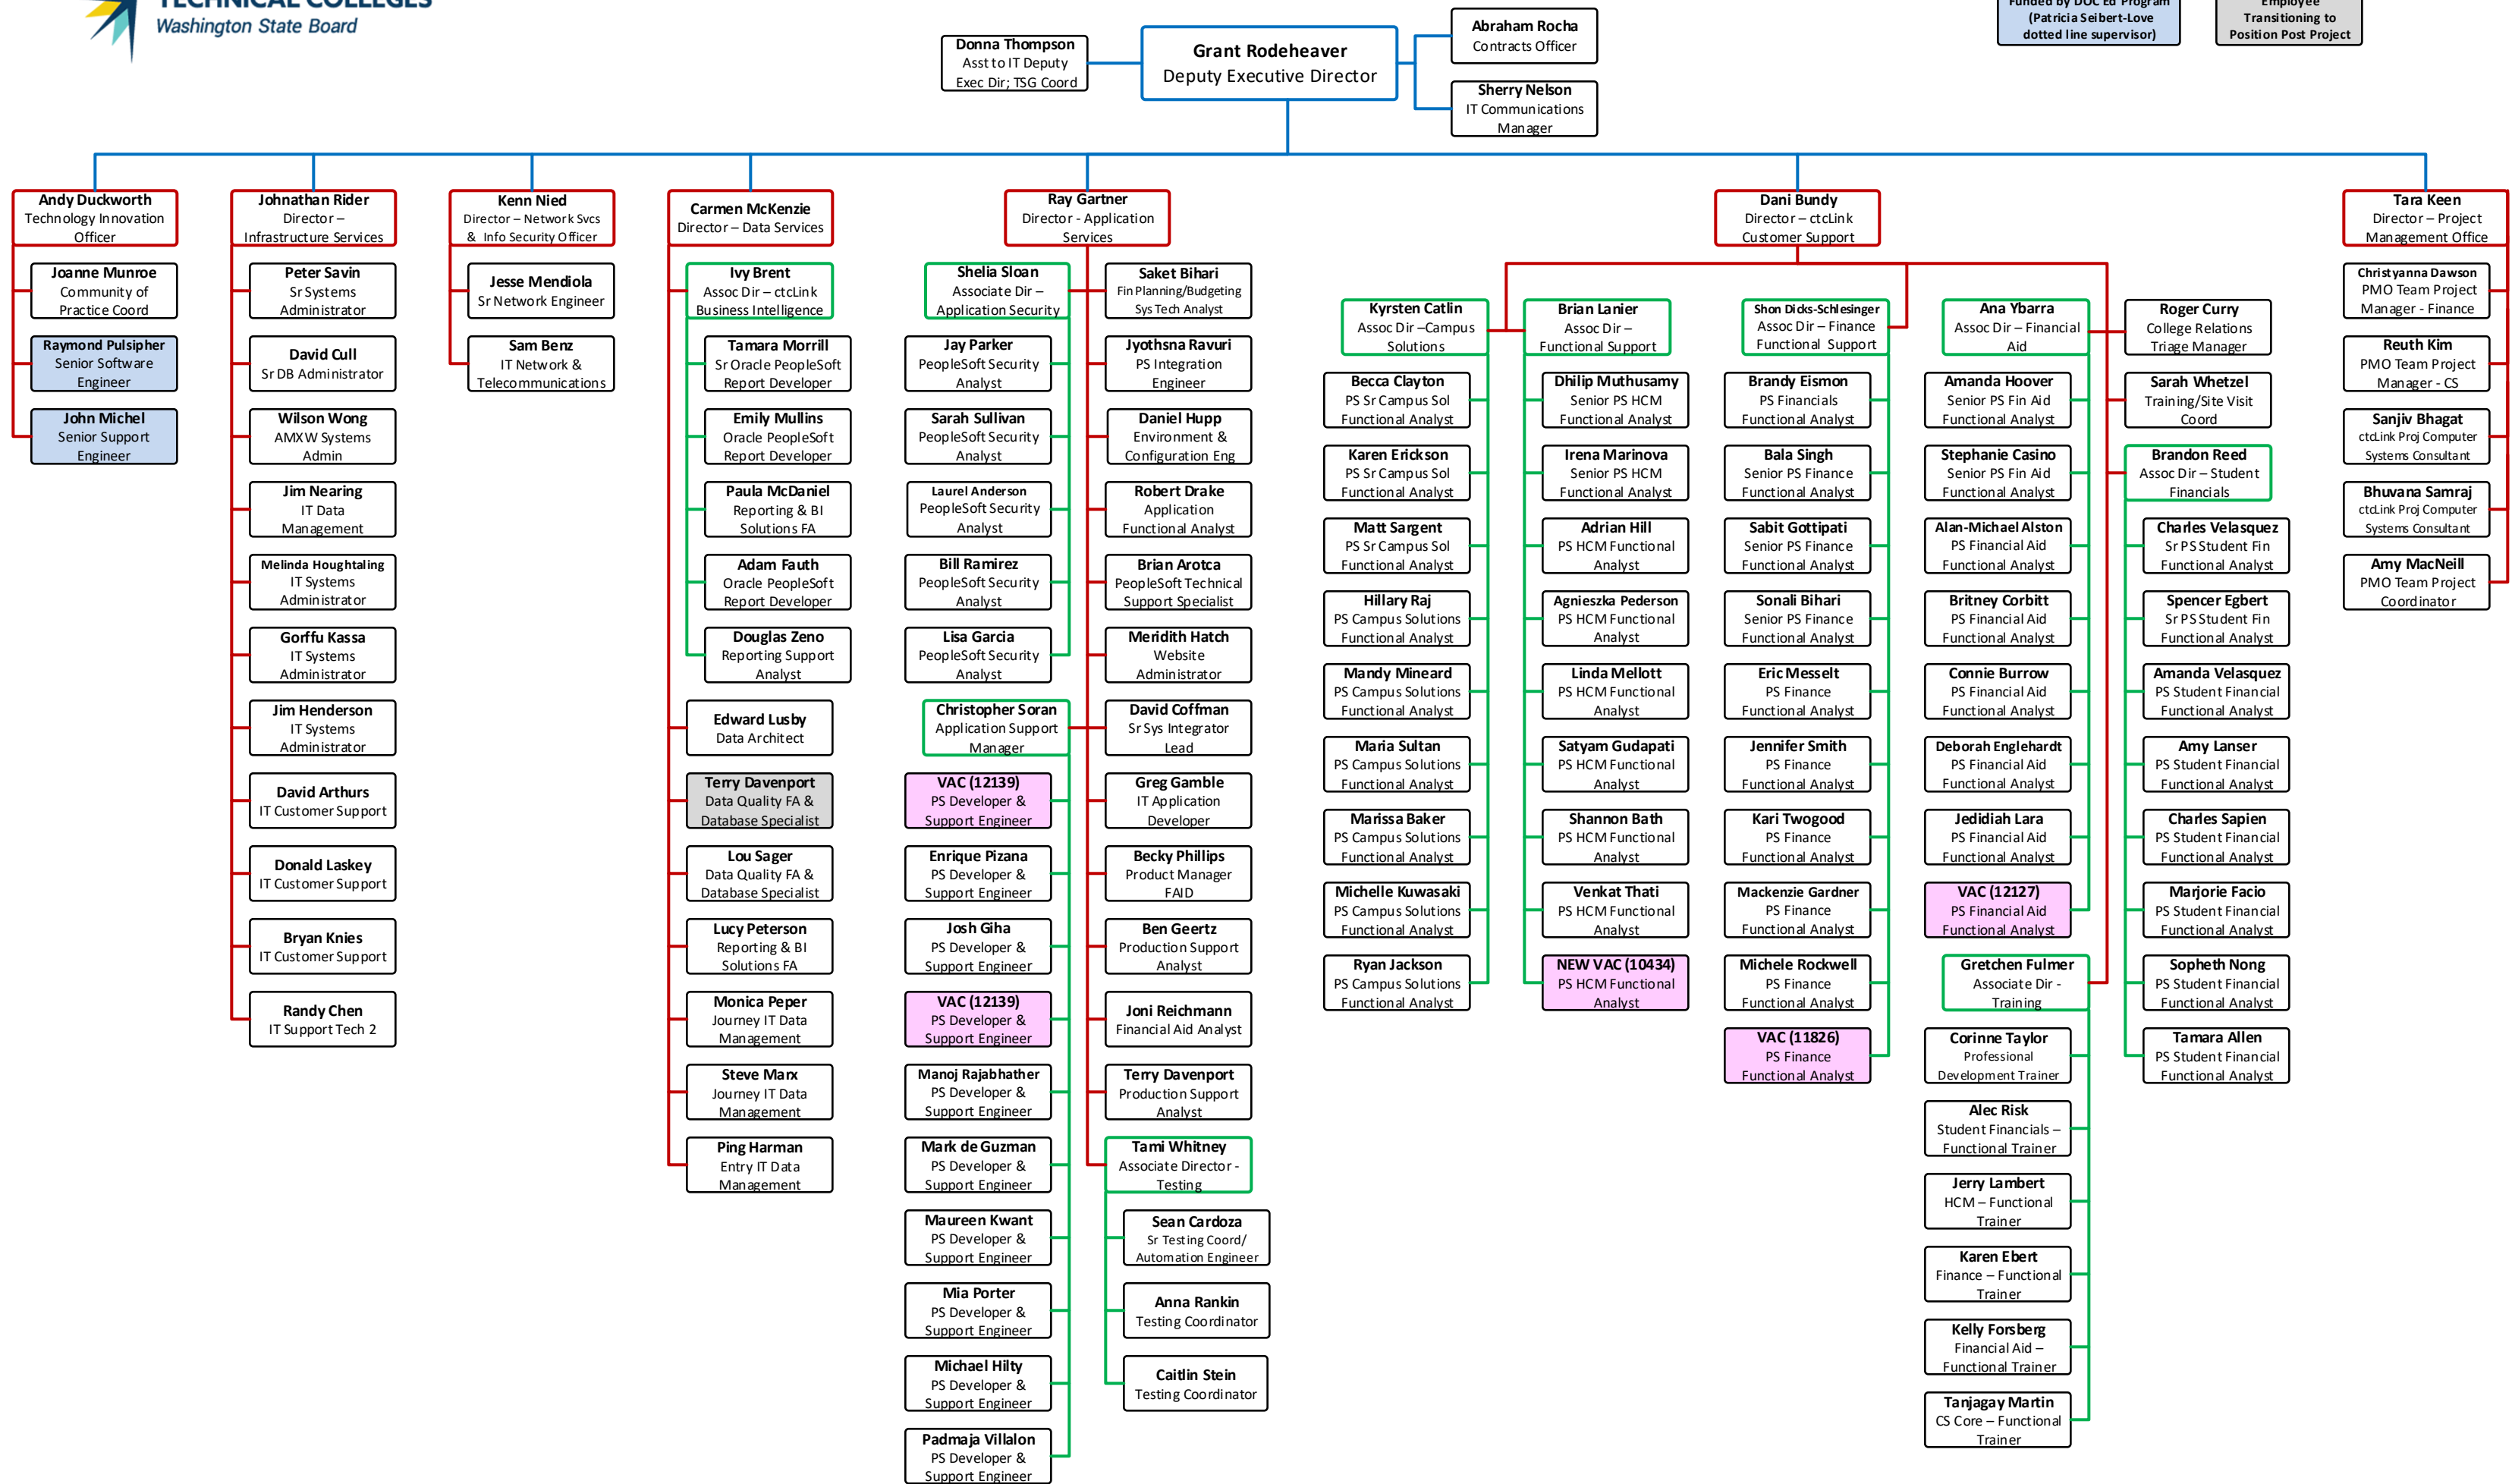 TECHNICAL COLLEGES
Washington State Board
Funded by DOC Ed Program
(Patricia Seibert-Love
dotted line supervisor)
Employee
Transitioning to
Position Post Project
Donna Thompson
Asst to IT Deputy
Exec Dir; TSG Coord
Grant Rodeheaver
Deputy Executive Director
Abraham Rocha
Contracts Officer
Sherry Nelson
IT Communications
Manager
Andy Duckworth
Technology Innovation
Officer
Joanne Munroe
Community of
Practice Coord
Raymond Pulsipher
Senior Software
Engineer
John Michel
Senior Support
Engineer
Johnathan Rider
Director –
Infrastructure Services
Peter Savin
Sr Systems
Administrator
David Cull
Sr DB Administrator
Wilson Wong
AMXW Systems
Admin
Jim Nearing
IT Data
Management
Melinda Houghtaling
IT Systems
Administrator
Gorffu Kassa
IT Systems
Administrator
Jim Henderson
IT Systems
Administrator
David Arthurs
IT Customer Support
Donald Laskey
IT Customer Support
Bryan Knies
IT Customer Support
Randy Chen
IT Support Tech 2
Kenn Nied
Director – Network Svcs
& Info Security Officer
Jesse Mendiola
Sr Network Engineer
Sam Benz
IT Network &
Telecommunications
Carmen McKenzie
Director – Data Services
Ivy Brent
Assoc Dir – ctcLink
Business Intelligence
Tamara Morrill
Sr Oracle PeopleSoft
Report Developer
Emily Mullins
Oracle PeopleSoft
Report Developer
Paula McDaniel
Reporting & BI
Solutions FA
Adam Fauth
Oracle PeopleSoft
Report Developer
Douglas Zeno
Reporting Support
Analyst
Edward Lusby
Data Architect
Terry Davenport
Data Quality FA &
Database Specialist
Lou Sager
Data Quality FA &
Database Specialist
Lucy Peterson
Reporting & BI
Solutions FA
Monica Peper
Journey IT Data
Management
Steve Marx
Journey IT Data
Management
Ping Harman
Entry IT Data
Management
Ray Gartner
Director - Application
Services
Shelia Sloan
Associate Dir –
Application Security
Jay Parker
PeopleSoft Security
Analyst
Sarah Sullivan
PeopleSoft Security
Analyst
Laurel Anderson
PeopleSoft Security
Analyst
Bill Ramirez
PeopleSoft Security
Analyst
Lisa Garcia
PeopleSoft Security
Analyst
Christopher Soran
Application Support
Manager
VAC (12139)
PS Developer &
Support Engineer
Enrique Pizana
PS Developer &
Support Engineer
Josh Giha
PS Developer &
Support Engineer
VAC (12139)
PS Developer &
Support Engineer
Manoj Rajabhather
PS Developer &
Support Engineer
Mark de Guzman
PS Developer &
Support Engineer
Maureen Kwant
PS Developer &
Support Engineer
Mia Porter
PS Developer &
Support Engineer
Michael Hilty
PS Developer &
Support Engineer
Padmaja Villalon
PS Developer &
Support Engineer
Saket Bihari
Fin Planning/Budgeting
Sys Tech Analyst
Jyothsna Ravuri
PS Integration
Engineer
Daniel Hupp
Environment &
Configuration Eng
Robert Drake
Application
Functional Analyst
Brian Arotca
PeopleSoft Technical
Support Specialist
Meridith Hatch
Website
Administrator
David Coffman
Sr Sys Integrator
Lead
Greg Gamble
IT Application
Developer
Becky Phillips
Product Manager
FAID
Ben Geertz
Production Support
Analyst
Joni Reichmann
Financial Aid Analyst
Terry Davenport
Production Support
Analyst
Tami Whitney
Associate Director -
Testing
Sean Cardoza
Sr Testing Coord/
Automation Engineer
Anna Rankin
Testing Coordinator
Caitlin Stein
Testing Coordinator
Dani Bundy
Director – ctcLink
Customer Support
Kyrsten Catlin
Assoc Dir –Campus
Solutions
Becca Clayton
PS Sr Campus Sol
Functional Analyst
Karen Erickson
PS Sr Campus Sol
Functional Analyst
Matt Sargent
PS Sr Campus Sol
Functional Analyst
Hillary Raj
PS Campus Solutions
Functional Analyst
Mandy Mineard
PS Campus Solutions
Functional Analyst
Maria Sultan
PS Campus Solutions
Functional Analyst
Marissa Baker
PS Campus Solutions
Functional Analyst
Michelle Kuwasaki
PS Campus Solutions
Functional Analyst
Ryan Jackson
PS Campus Solutions
Functional Analyst
Brian Lanier
Assoc Dir –
Functional Support
Dhilip Muthusamy
Senior PS HCM
Functional Analyst
Irena Marinova
Senior PS HCM
Functional Analyst
Adrian Hill
PS HCM Functional
Analyst
Agnieszka Pederson
PS HCM Functional
Analyst
Linda Mellott
PS HCM Functional
Analyst
Satyam Gudapati
PS HCM Functional
Analyst
Shannon Bath
PS HCM Functional
Analyst
Venkat Thati
PS HCM Functional
Analyst
NEW VAC (10434)
PS HCM Functional
Analyst
Shon Dicks-Schlesinger
Assoc Dir – Finance
Functional Support
Brandy Eismon
PS Financials
Functional Analyst
Bala Singh
Senior PS Finance
Functional Analyst
Sabit Gottipati
Senior PS Finance
Functional Analyst
Sonali Bihari
Senior PS Finance
Functional Analyst
Eric Messelt
PS Finance
Functional Analyst
Jennifer Smith
PS Finance
Functional Analyst
Kari Twogood
PS Finance
Functional Analyst
Mackenzie Gardner
PS Finance
Functional Analyst
Michele Rockwell
PS Finance
Functional Analyst
VAC (11826)
PS Finance
Functional Analyst
Ana Ybarra
Assoc Dir – Financial
Aid
Amanda Hoover
Senior PS Fin Aid
Functional Analyst
Stephanie Casino
Senior PS Fin Aid
Functional Analyst
Alan-Michael Alston
PS Financial Aid
Functional Analyst
Britney Corbitt
PS Financial Aid
Functional Analyst
Connie Burrow
PS Financial Aid
Functional Analyst
Deborah Englehardt
PS Financial Aid
Functional Analyst
Jedidiah Lara
PS Financial Aid
Functional Analyst
VAC (12127)
PS Financial Aid
Functional Analyst
Gretchen Fulmer
Associate Dir -
Training
Corinne Taylor
Professional
Development Trainer
Alec Risk
Student Financials –
Functional Trainer
Jerry Lambert
HCM – Functional
Trainer
Karen Ebert
Finance – Functional
Trainer
Kelly Forsberg
Financial Aid –
Functional Trainer
Tanjagay Martin
CS Core – Functional
Trainer
Roger Curry
College Relations
Triage Manager
Sarah Whetzel
Training/Site Visit
Coord
Brandon Reed
Assoc Dir – Student
Financials
Charles Velasquez
Sr PS Student Fin
Functional Analyst
Spencer Egbert
Sr PS Student Fin
Functional Analyst
Amanda Velasquez
PS Student Financial
Functional Analyst
Amy Lanser
PS Student Financial
Functional Analyst
Charles Sapien
PS Student Financial
Functional Analyst
Marjorie Facio
PS Student Financial
Functional Analyst
Sopheth Nong
PS Student Financial
Functional Analyst
Tamara Allen
PS Student Financial
Functional Analyst
Tara Keen
Director – Project
Management Office
Christyanna Dawson
PMO Team Project
Manager - Finance
Reuth Kim
PMO Team Project
Manager - CS
Sanjiv Bhagat
ctcLink Proj Computer
Systems Consultant
Bhuvana Samraj
ctcLink Proj Computer
Systems Consultant
Amy MacNeill
PMO Team Project
Coordinator